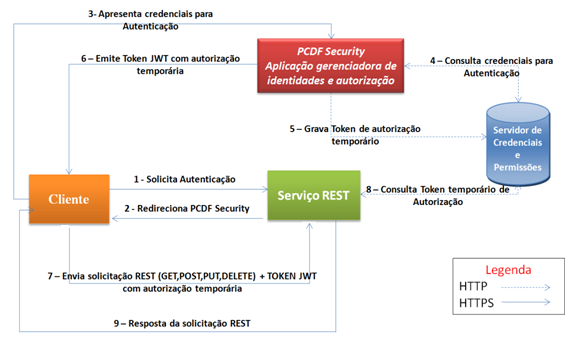 3- Apresenta credenciais para
Autenticação
PCDF Security
Aplicação gerenciadora de
identidades e autorização
6 – Emite Token JWT com autorização
temporária
4 – Consulta credenciais para
Autenticação
5 – Grava Token de autorização
temporário
Servidor de
Credenciais
e
Permissões
1 - Solicita Autenticação
Cliente
Serviço REST
8 – Consulta Token temporário de
Autorização
2 - Redireciona PCDF Security
7 – Envia solicitação REST (GET,POST,PUT,DELETE) + TOKEN JWT
com autorização temporária
Legenda
HTTP
HTTPS
9 – Resposta da solicitação REST